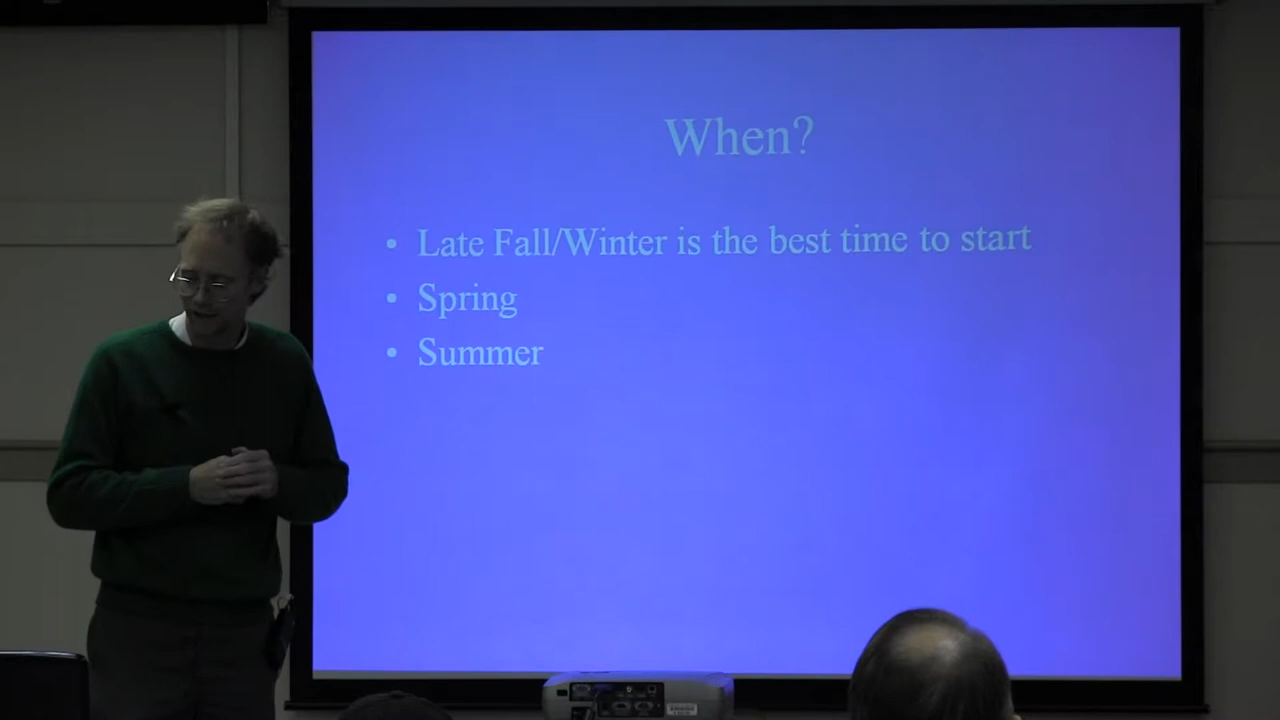 When?
• Late Fall/Winter is the best time to start
• Spring
• Summer